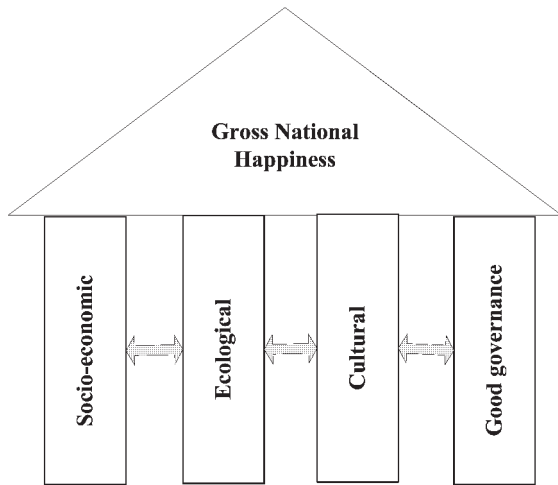 Gross National
Happiness
Socio-economic
Ecological
Cultural
Good governance